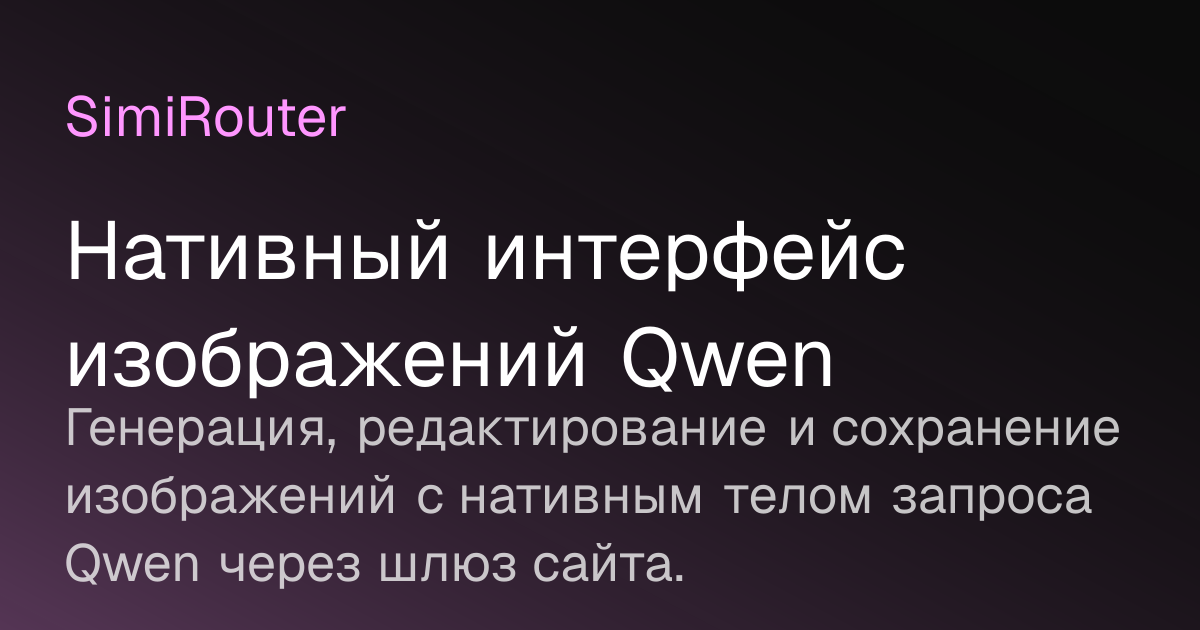 SimiRouter
Нативный интерфейс
изображений Qwen
Генерация, редактирование и сохранение
изображений с нативным телом запроса
Qwen через шлюз сайта.